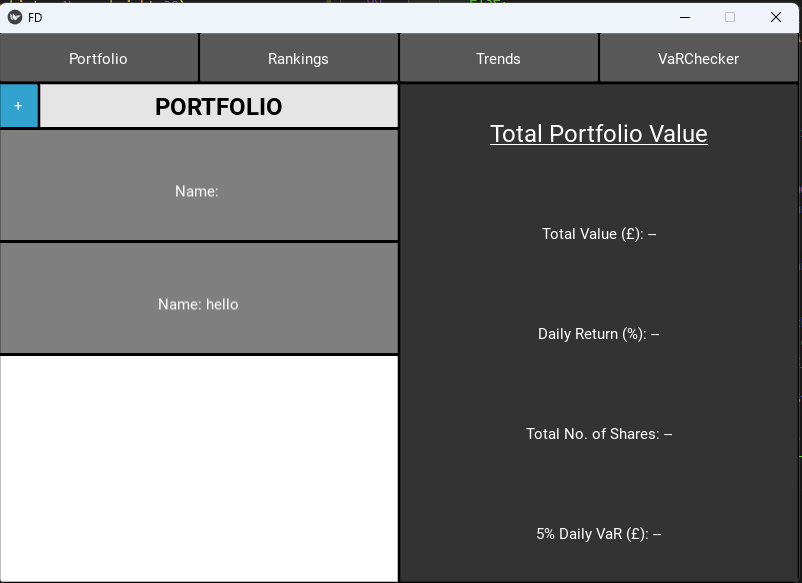 FD
Portfolio Rankings Trends VaRChecker
+ PORTFOLIO
Name:
Name: hello
Total Portfolio Value
Total Value (£): --
Daily Return (%): --
Total No. of Shares: --
5% Daily VaR (£): --